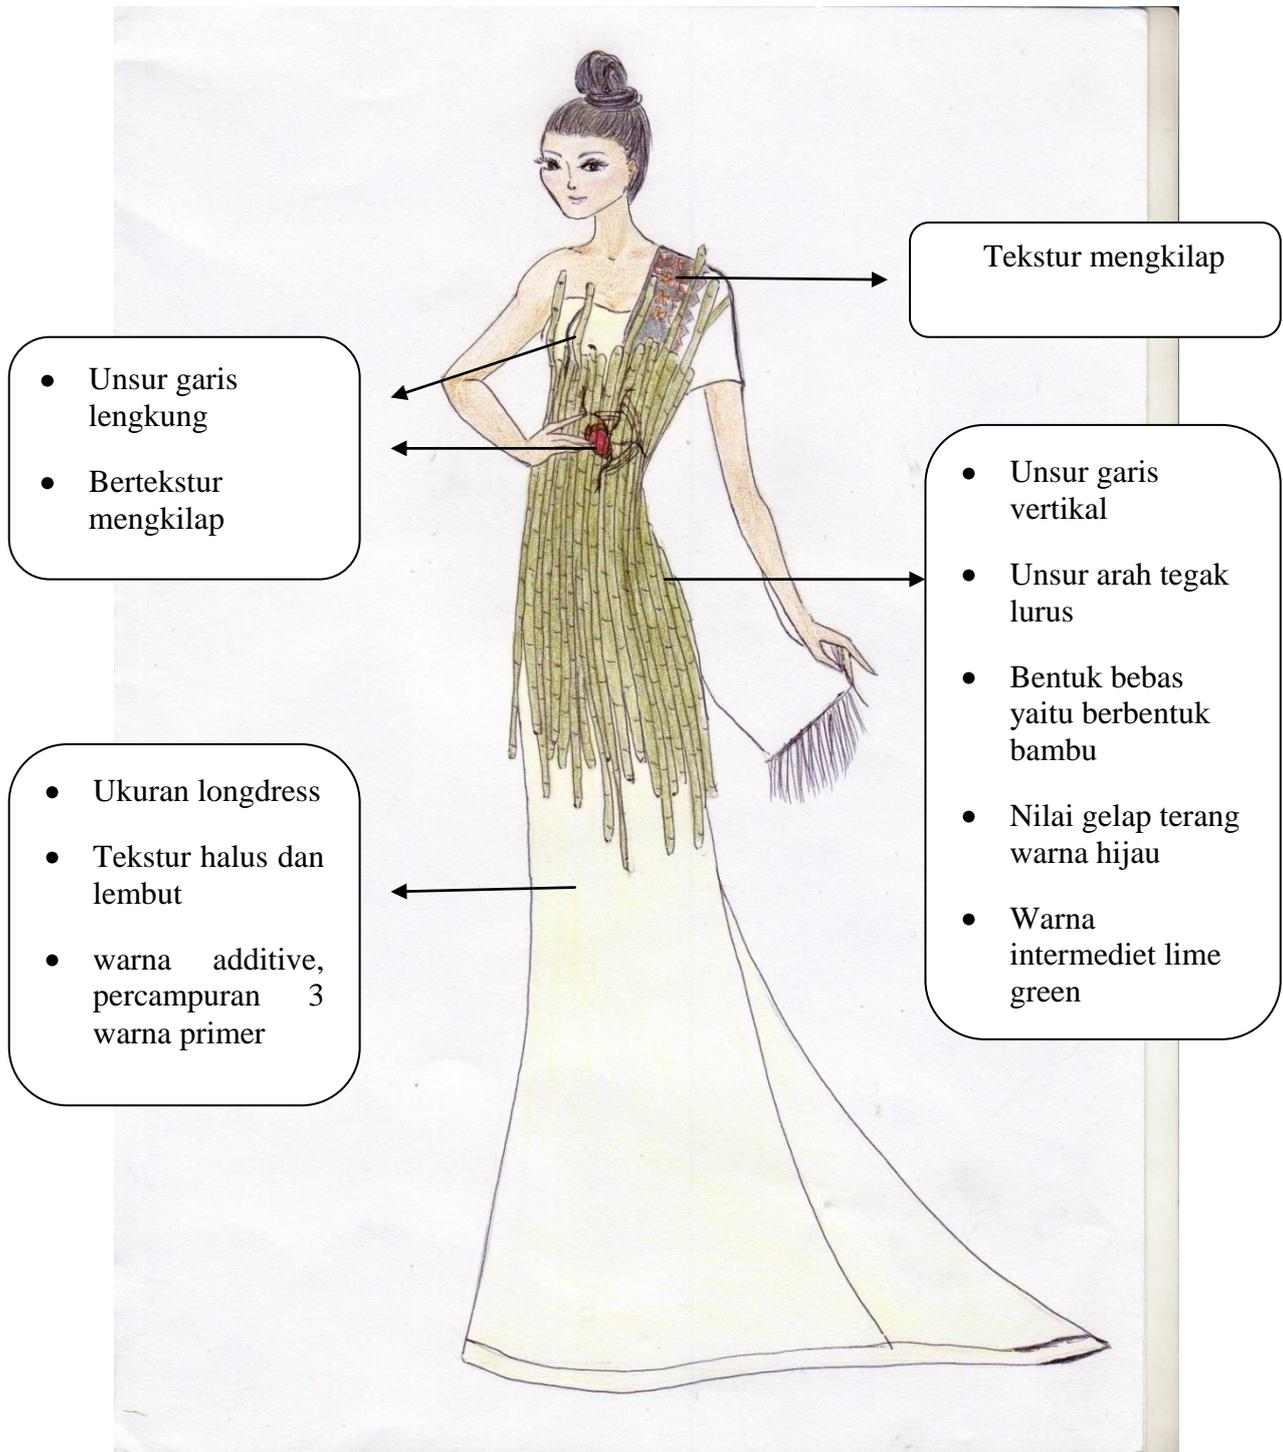 Tekstur mengkilap
• Unsur garis
lengkung
• Bertekstur
mengkilap
• Unsur garis
vertikal
• Unsur arah tegak
lurus
• Bentuk bebas
yaitu berbentuk
bambu
• Nilai gelap terang
warna hijau
• Warna
intermediet lime
green
• Ukuran longdress
• Tekstur halus dan
lembut
• warna additive,
percampuran 3
warna primer